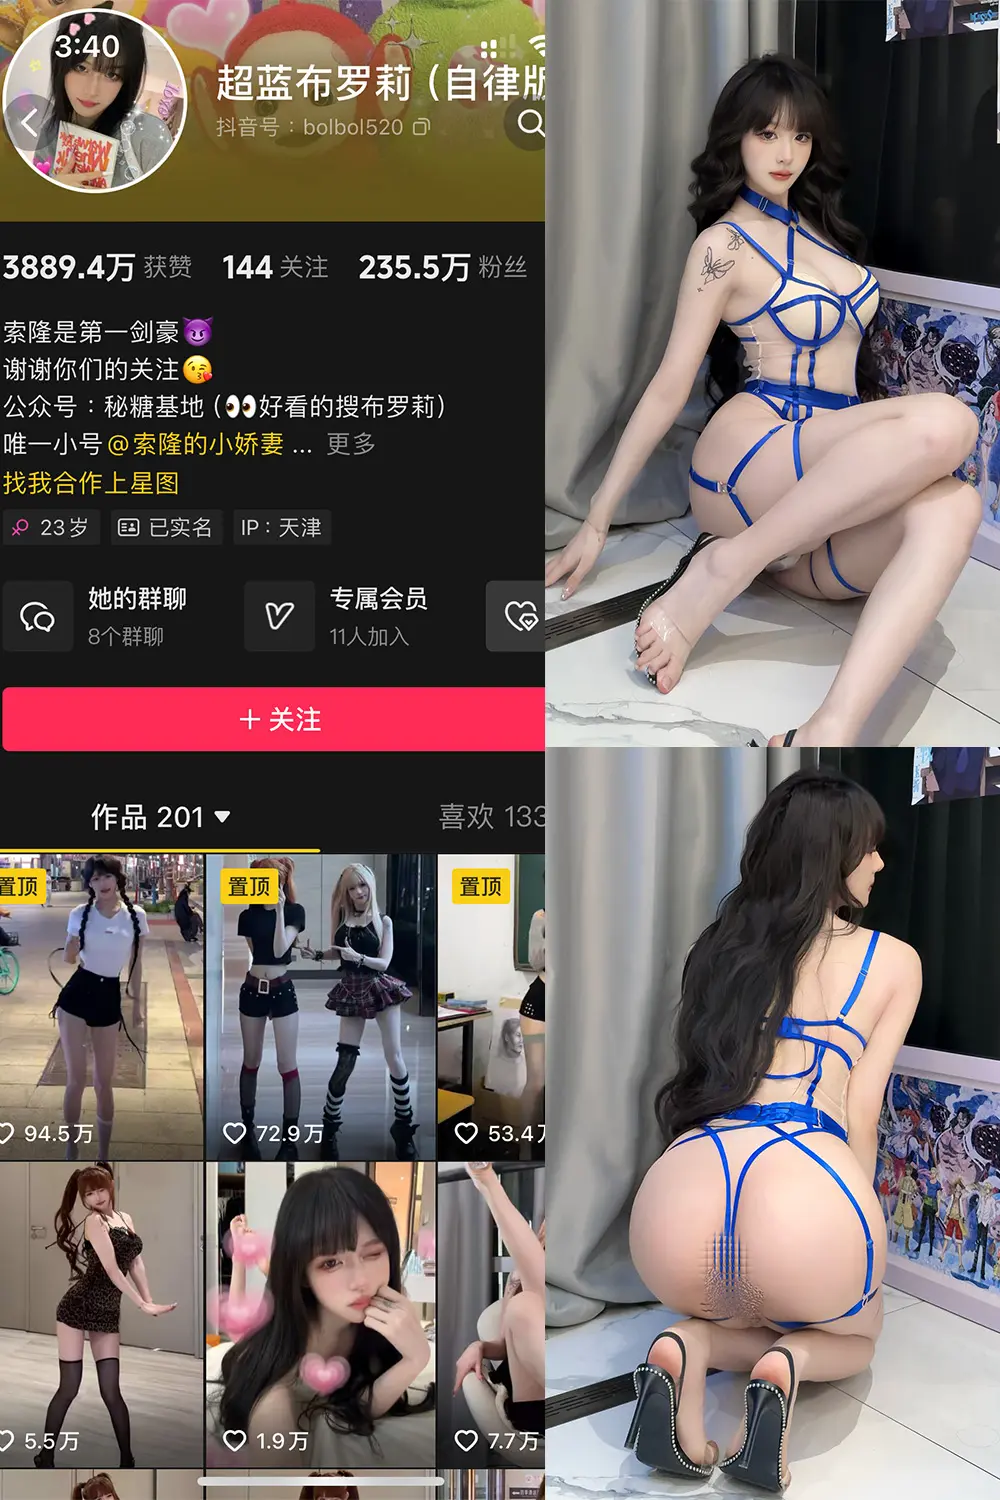 3:40
超蓝布罗莉（自律版
抖音号：bolbol520
3889.4万 获赞 144 关注 235.5万 粉丝
索隆是第一剑豪😈
谢谢你们的关注😘
公众号：秘糖基地（👀好看的搜布罗莉）
唯一小号 @索隆的小娇妻 ... 更多
找我合作上星图
23岁 已实名 IP：天津
她的群聊 专属会员
8个群聊 11人加入
+ 关注
作品 201 喜欢 133
置顶 置顶 置顶
94.5万 72.9万 53.4万
5.5万 1.9万 7.7万